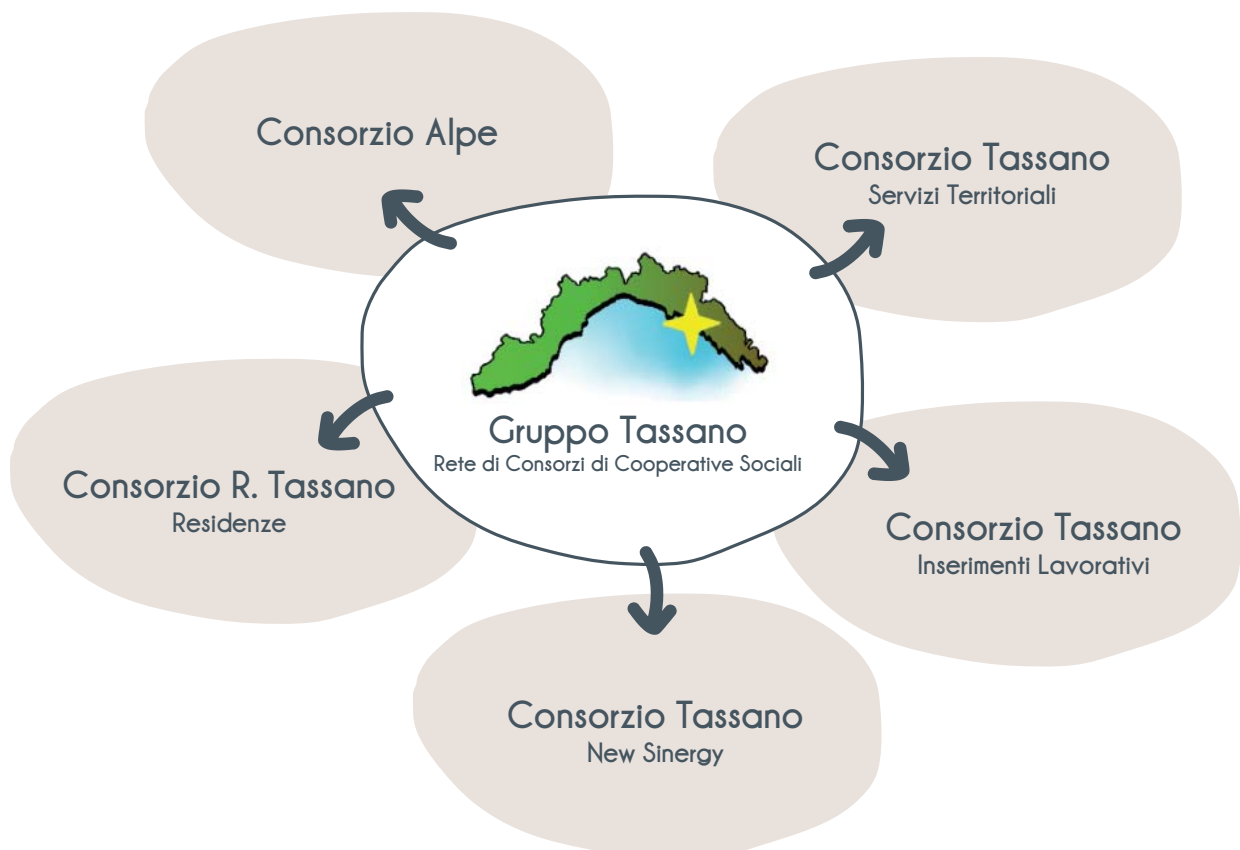 Consorzio Alpe
Consorzio Tassano
Servizi Territoriali
Gruppo Tassano
Rete di Consorzi di Cooperative Sociali
Consorzio R. Tassano
Residenze
Consorzio Tassano
Inserimenti Lavorativi
Consorzio Tassano
New Sinergy